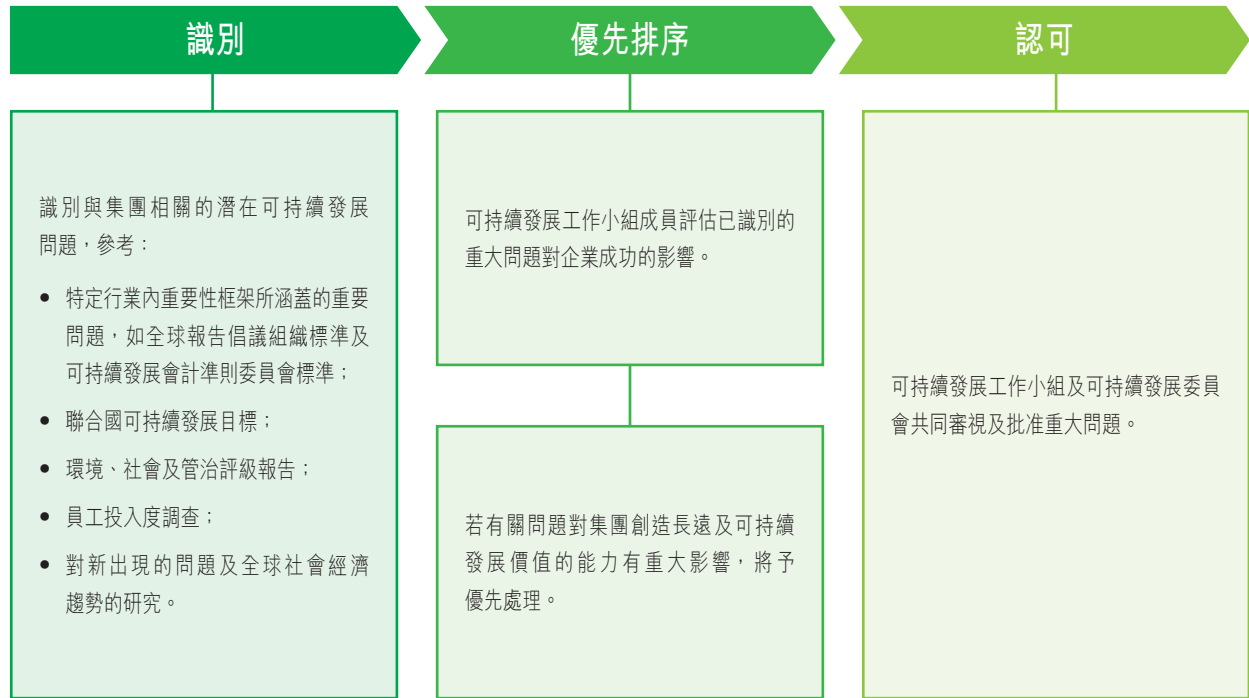 識別
優先排序
認可
識別與集團相關的潛在可持續發展
問題，參考：
• 特定行業內重要性框架所涵蓋的重要
問題，如全球報告倡議組織標準及
可持續發展會計準則委員會標準；
• 聯合國可持續發展目標；
• 環境、社會及管治評級報告；
• 員工投入度調查；
• 對新出現的問題及全球社會經濟
趨勢的研究。
可持續發展工作小組成員評估已識別的
重大問題對企業成功的影響。
若有關問題對集團創造長遠及可持續
發展價值的能力有重大影響，將予
優先處理。
可持續發展工作小組及可持續發展委員
會共同審視及批准重大問題。